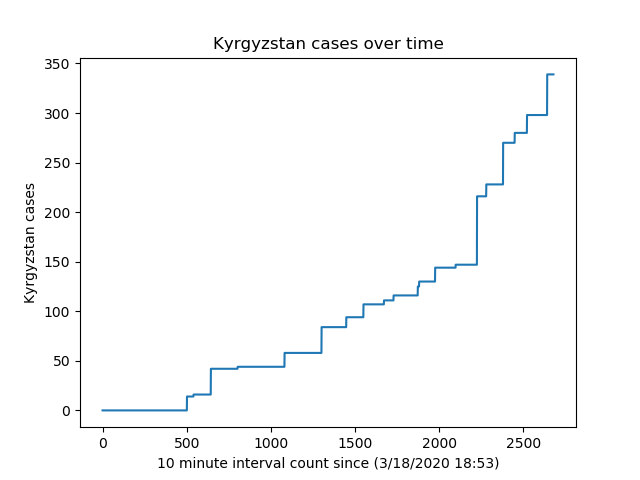 Kyrgyzstan cases over time
350
300
250
200
150
100
50
0
Kyrgyzstan cases
0 500 1000 1500 2000 2500
10 minute interval count since (3/18/2020 18:53)